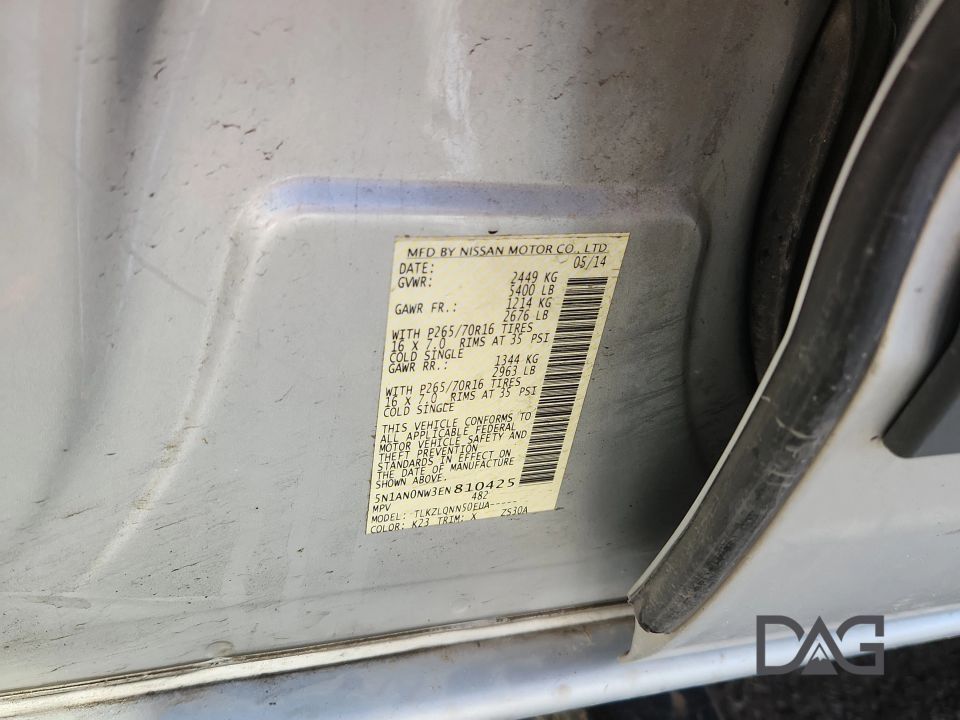 MFD BY NISSAN MOTOR CO., LTD
DATE: 05/14
GVWR: 2449 KG
5400 LB
GAWR FR.: 1214 KG
2676 LB
WITH P265/70R16 TIRES
16 X 7.0 RIMS AT 35 PSI
COLD SINGLE
GAWR RR.: 1344 KG
2963 LB
WITH P265/70R16 TIRES
16 X 7.0 RIMS AT 35 PSI
COLD SINGLE
THIS VEHICLE CONFORMS TO
ALL APPLICABLE FEDERAL
MOTOR VEHICLE SAFETY AND
THEFT PREVENTION
STANDARDS IN EFFECT ON
THE DATE OF MANUFACTURE
SHOWN ABOVE.
5N1AN0NW3EN810425
MPV 482
MODEL: TLKZLQNN50EUA------
COLOR: K23 TRIM: X ZS30A
DAG